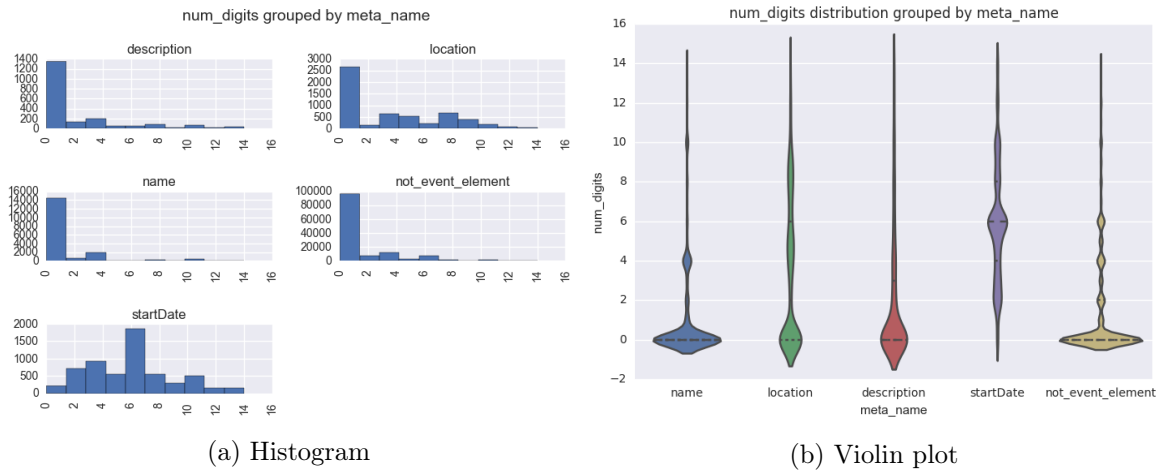 num_digits grouped by meta_name
description
1400
1200
1000
800
600
400
200
0
0 2 4 6 8 10 12 14 16
location
3000
2500
2000
1500
1000
500
0
0 2 4 6 8 10 12 14 16
name
16000
14000
12000
10000
8000
6000
4000
2000
0
0 2 4 6 8 10 12 14 16
not_event_element
100000
80000
60000
40000
20000
0
0 2 4 6 8 10 12 14 16
startDate
2000
1500
1000
500
0
0 2 4 6 8 10 12 14 16
(a) Histogram
num_digits distribution grouped by meta_name
num_digits
16
14
12
10
8
6
4
2
0
−2
name location description startDate not_event_element
meta_name
(b) Violin plot